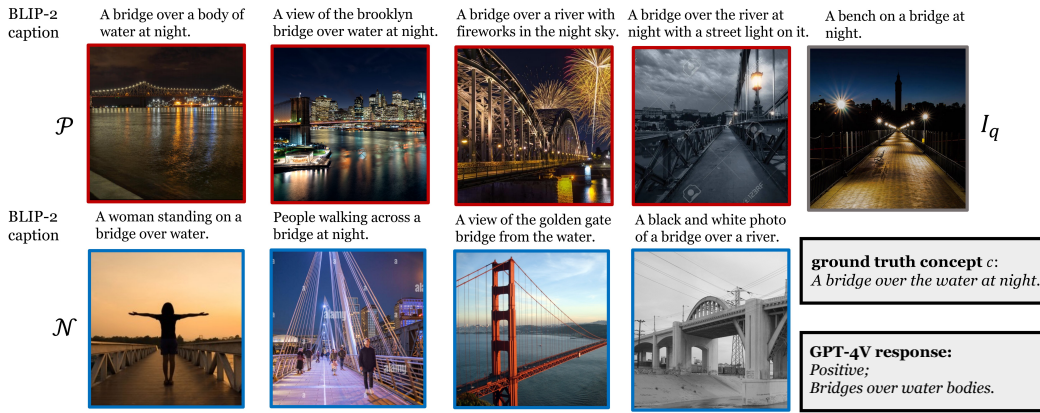 BLIP-2
caption
A bridge over a body of
water at night.
A view of the brooklyn
bridge over water at night.
A bridge over a river with
fireworks in the night sky.
A bridge over the river at
night with a street light on it.
A bench on a bridge at
night.
𝒫
I_q
BLIP-2
caption
A woman standing on a
bridge over water.
People walking across a
bridge at night.
A view of the golden gate
bridge from the water.
A black and white photo
of a bridge over a river.
𝒩
a
a
alamy
alamy
ground truth concept c:
A bridge over the water at night.
GPT-4V response:
Positive;
Bridges over water bodies.